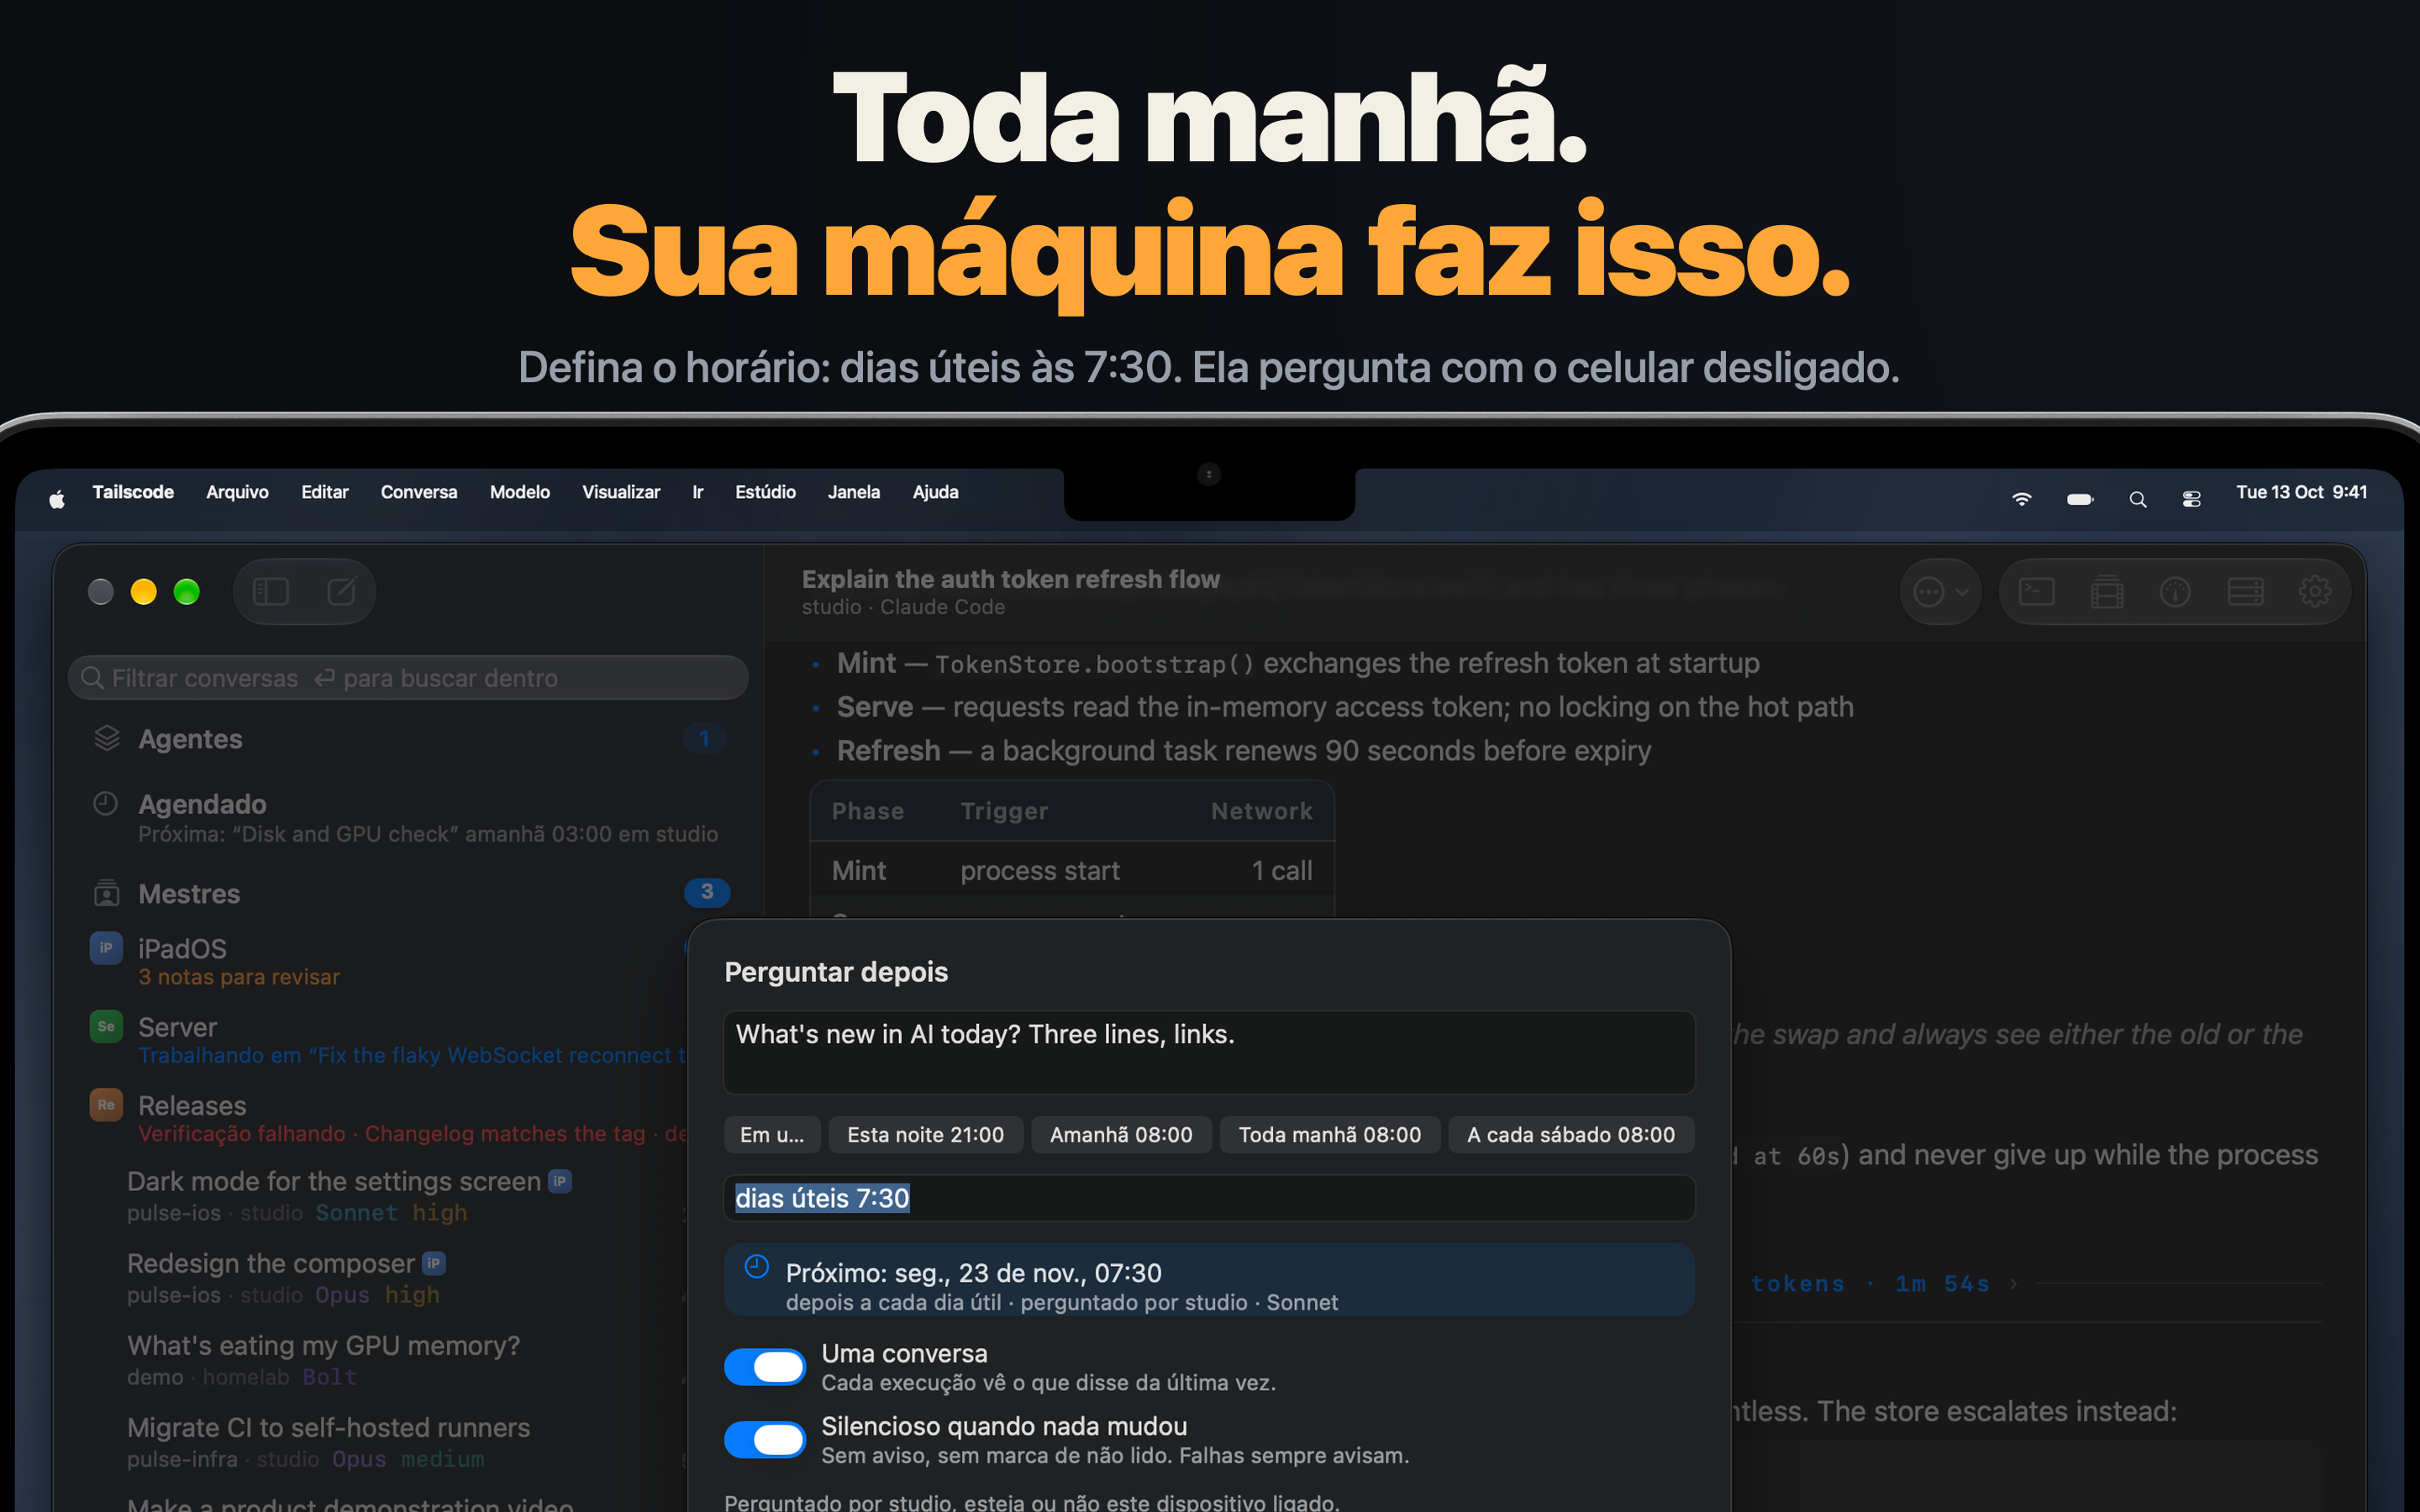 Toda manhã.
Sua máquina faz isso.
Defina o horário: dias úteis às 7:30. Ela pergunta com o celular desligado.
Tailscode Arquivo Editar Conversa Modelo Visualizar Ir Estúdio Janela Ajuda
Tue 13 Oct 9:41
Explain the auth token refresh flow
studio · Claude Code
Filtrar conversas ↩ para buscar dentro
Agentes 1
Agendado
Próxima: “Disk and GPU check” amanhã 03:00 em studio
Mestres 3
iP iPadOS
3 notas para revisar
Se Server
Trabalhando em “Fix the flaky WebSocket reconnect t
Re Releases
Verificação falhando · Changelog matches the tag · de
Dark mode for the settings screen iP
pulse-ios · studio Sonnet high
Redesign the composer iP
pulse-ios · studio Opus high
What's eating my GPU memory?
demo · homelab Bolt
Migrate CI to self-hosted runners
pulse-infra · studio Opus medium
Make a product demonstration video
• Mint — TokenStore.bootstrap() exchanges the refresh token at startup
• Serve — requests read the in-memory access token; no locking on the hot path
• Refresh — a background task renews 90 seconds before expiry
Phase Trigger Network
Mint process start 1 call
he swap and always see either the old or the
at 60s) and never give up while the process
tokens · 1m 54s ›
ntless. The store escalates instead:
Perguntar depois
What's new in AI today? Three lines, links.
Em u... Esta noite 21:00 Amanhã 08:00 Toda manhã 08:00 A cada sábado 08:00
dias úteis 7:30
Próximo: seg., 23 de nov., 07:30
depois a cada dia útil · perguntado por studio · Sonnet
Uma conversa
Cada execução vê o que disse da última vez.
Silencioso quando nada mudou
Sem aviso, sem marca de não lido. Falhas sempre avisam.
Perguntado por studio, esteja ou não este dispositivo ligado.